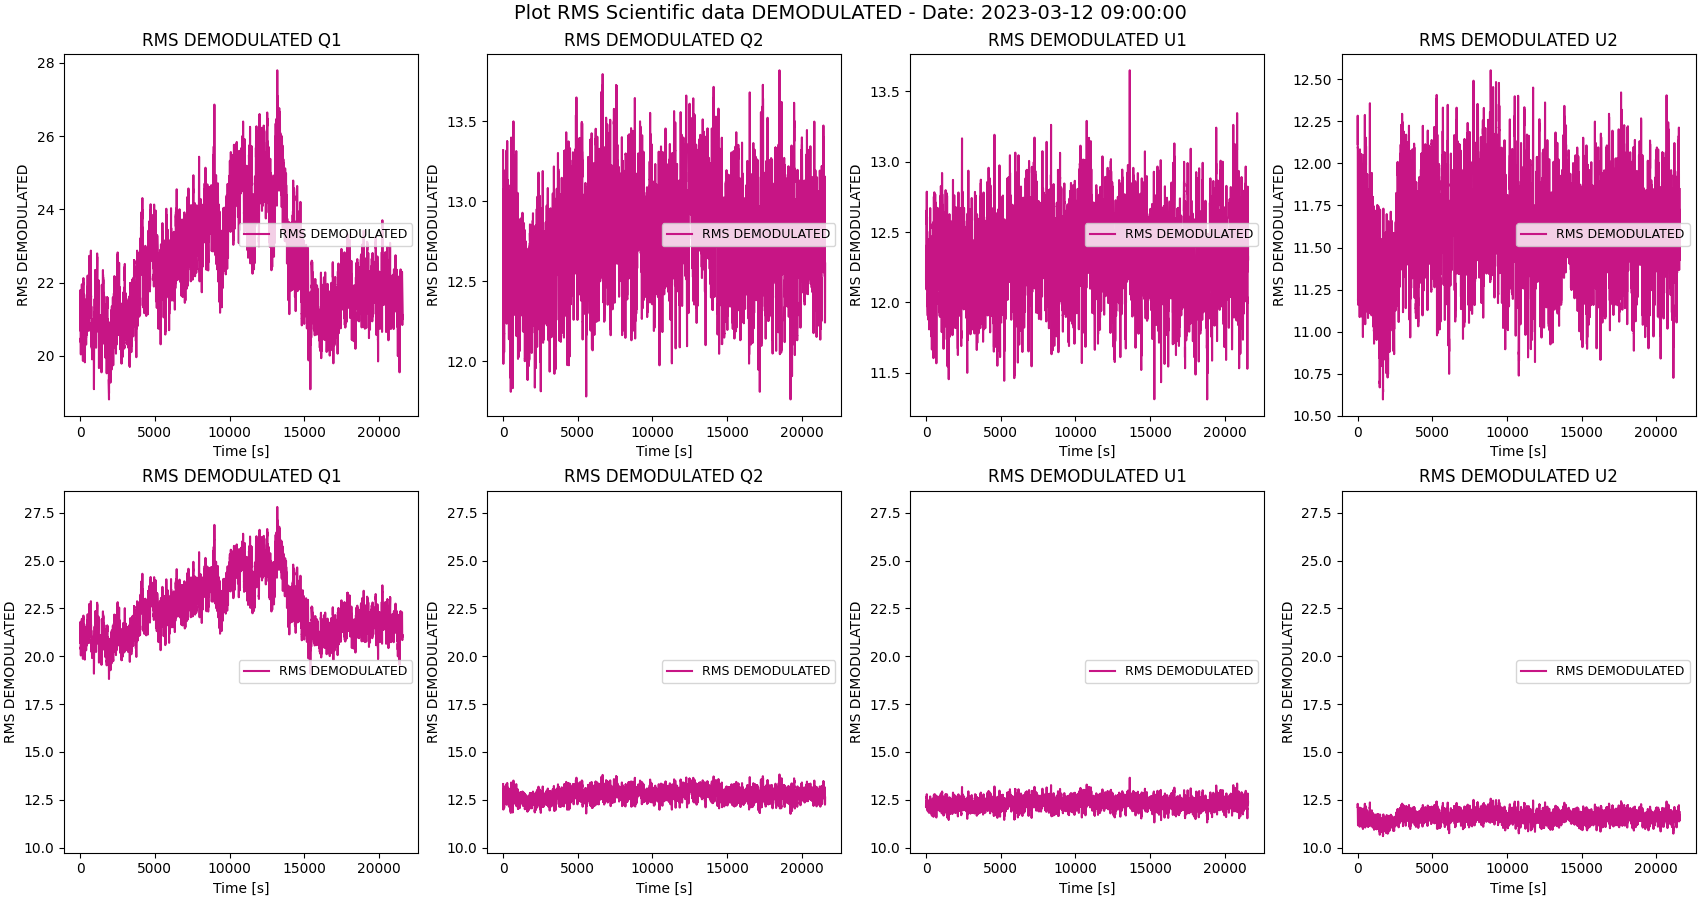 Plot RMS Scientific data DEMODULATED - Date: 2023-03-12 09:00:00
RMS DEMODULATED Q1
RMS DEMODULATED
28
26
24
22
20
RMS DEMODULATED
0 5000 10000 15000 20000
Time [s]
RMS DEMODULATED Q2
RMS DEMODULATED
13.5
13.0
12.5
12.0
RMS DEMODULATED
0 5000 10000 15000 20000
Time [s]
RMS DEMODULATED U1
RMS DEMODULATED
13.5
13.0
12.5
12.0
11.5
RMS DEMODULATED
0 5000 10000 15000 20000
Time [s]
RMS DEMODULATED U2
RMS DEMODULATED
12.50
12.25
12.00
11.75
11.50
11.25
11.00
10.75
10.50
RMS DEMODULATED
0 5000 10000 15000 20000
Time [s]
RMS DEMODULATED Q1
RMS DEMODULATED
27.5
25.0
22.5
20.0
17.5
15.0
12.5
10.0
RMS DEMODULATED
0 5000 10000 15000 20000
Time [s]
RMS DEMODULATED Q2
RMS DEMODULATED
27.5
25.0
22.5
20.0
17.5
15.0
12.5
10.0
RMS DEMODULATED
0 5000 10000 15000 20000
Time [s]
RMS DEMODULATED U1
RMS DEMODULATED
27.5
25.0
22.5
20.0
17.5
15.0
12.5
10.0
RMS DEMODULATED
0 5000 10000 15000 20000
Time [s]
RMS DEMODULATED U2
RMS DEMODULATED
27.5
25.0
22.5
20.0
17.5
15.0
12.5
10.0
RMS DEMODULATED
0 5000 10000 15000 20000
Time [s]